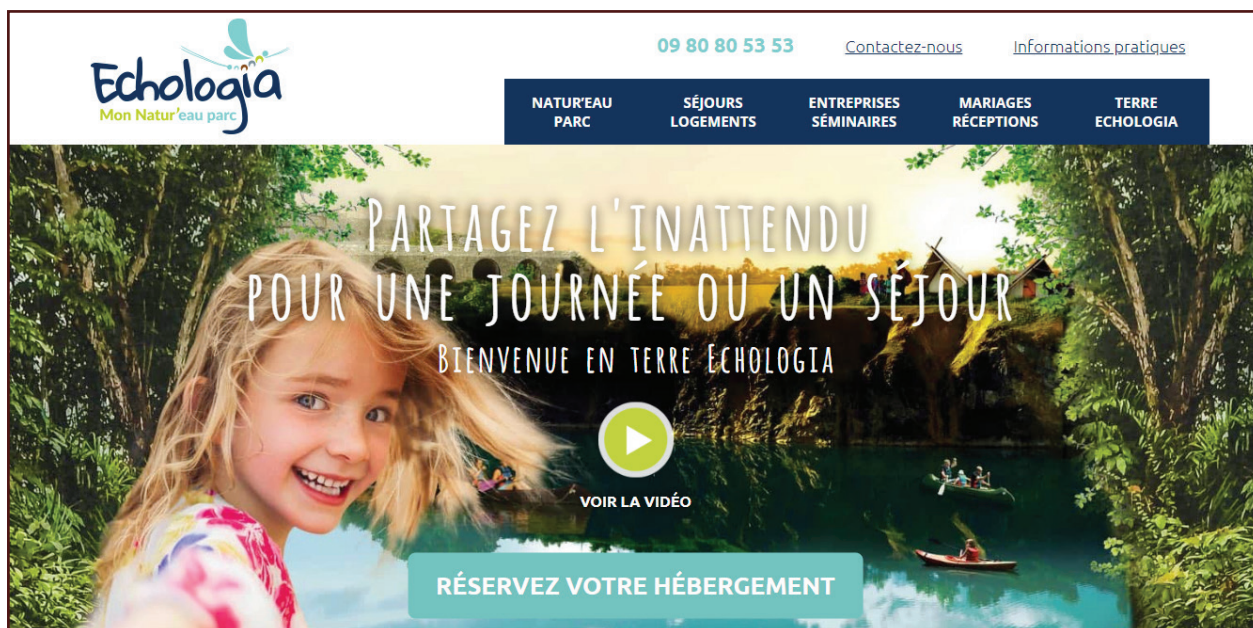 Echologia
Mon Natur'eau parc
09 80 80 53 53
Contactez-nous
Informations pratiques
NATUR'EAU
PARC
SÉJOURS
LOGEMENTS
ENTREPRISES
SÉMINAIRES
MARIAGES
RÉCEPTIONS
TERRE
ECHOLOGIA
PARTAGEZ L'INATTENDU
POUR UNE JOURNÉE OU UN SÉJOUR
BIENVENUE EN TERRE ECHOLOGIA
VOIR LA VIDÉO
RÉSERVEZ VOTRE HÉBERGEMENT